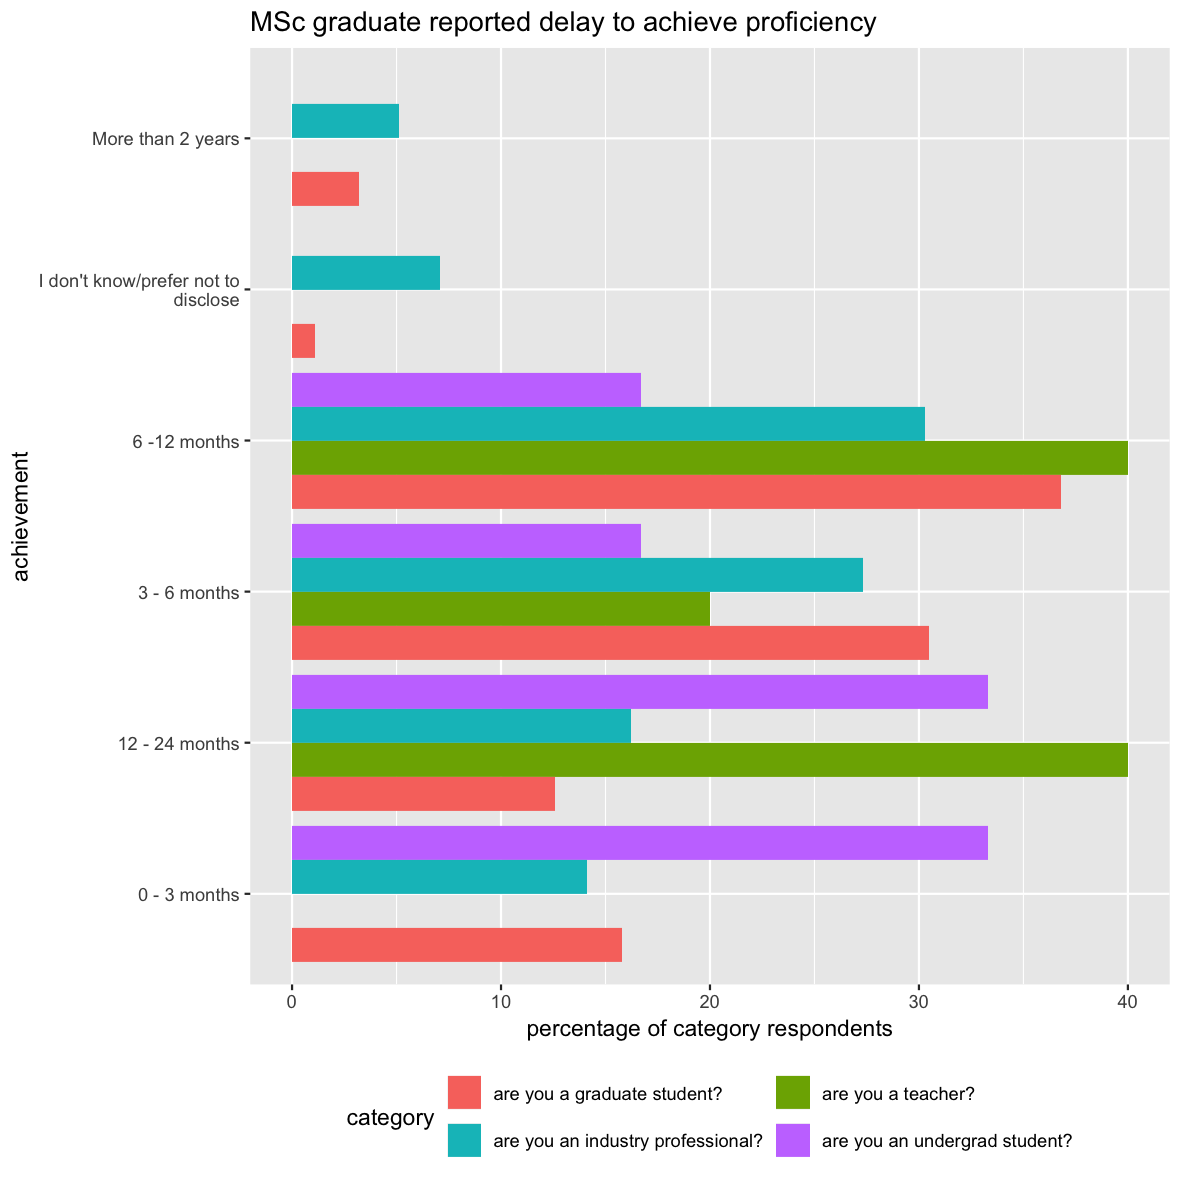 MSc graduate reported delay to achieve proficiency
More than 2 years
I don't know/prefer not to
disclose
6 -12 months
3 - 6 months
12 - 24 months
0 - 3 months
achievement
0 10 20 30 40
percentage of category respondents
category
are you a graduate student?
are you a teacher?
are you an industry professional?
are you an undergrad student?